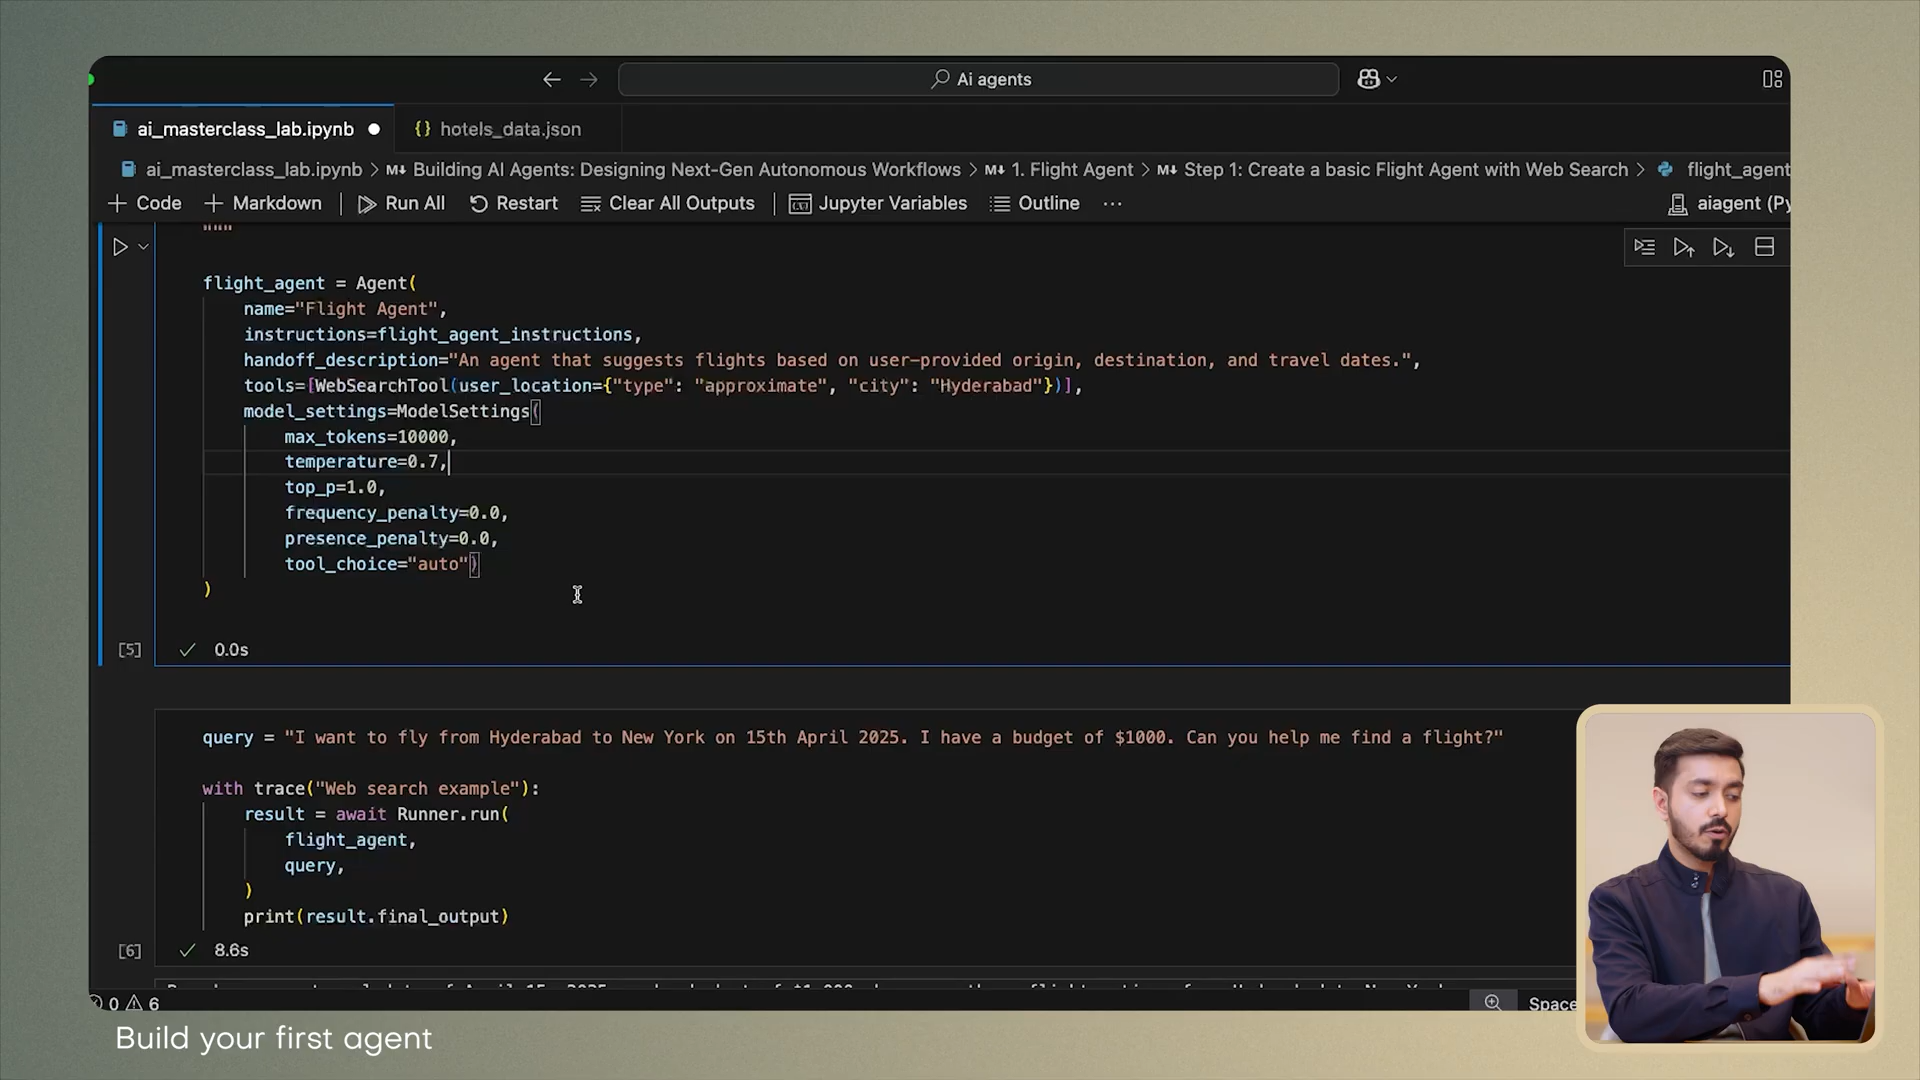 Ai agents
ai_masterclass_lab.ipynb
hotels_data.json
ai_masterclass_lab.ipynb > M↓ Building AI Agents: Designing Next-Gen Autonomous Workflows > M↓ 1. Flight Agent > M↓ Step 1: Create a basic Flight Agent with Web Search > flight_agent
+ Code + Markdown Run All Restart Clear All Outputs Jupyter Variables Outline ... aiagent (Py
"""
flight_agent = Agent(
name="Flight Agent",
instructions=flight_agent_instructions,
handoff_description="An agent that suggests flights based on user-provided origin, destination, and travel dates.",
tools=[WebSearchTool(user_location={"type": "approximate", "city": "Hyderabad"})],
model_settings=ModelSettings(
max_tokens=10000,
temperature=0.7,
top_p=1.0,
frequency_penalty=0.0,
presence_penalty=0.0,
tool_choice="auto")
)
[5] 0.0s
query = "I want to fly from Hyderabad to New York on 15th April 2025. I have a budget of $1000. Can you help me find a flight?"
with trace("Web search example"):
result = await Runner.run(
flight_agent,
query,
)
print(result.final_output)
[6] 8.6s
0 6
Space
Build your first agent